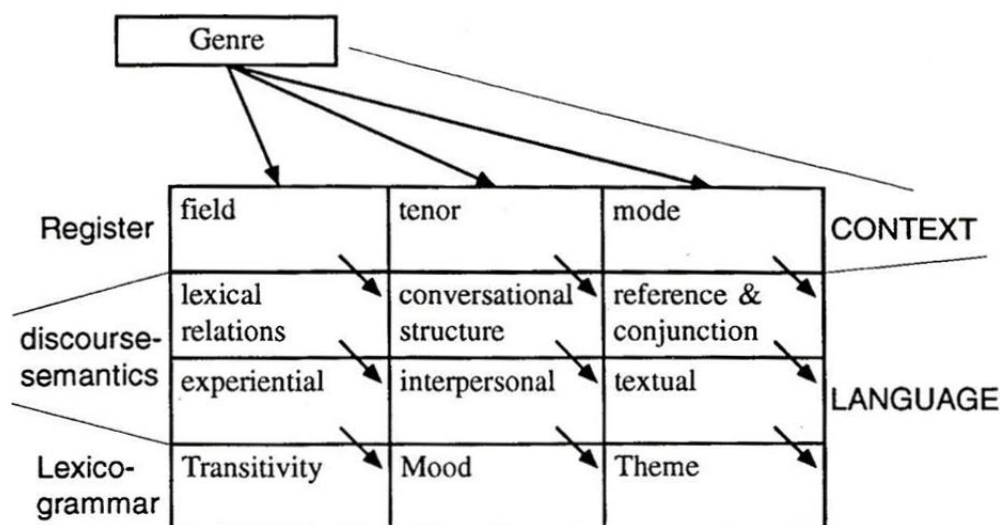 Genre
Register
field
tenor
mode
CONTEXT
lexical
relations
conversational
structure
reference &
conjunction
discourse-
semantics
experiential
interpersonal
textual
LANGUAGE
Lexico-
grammar
Transitivity
Mood
Theme